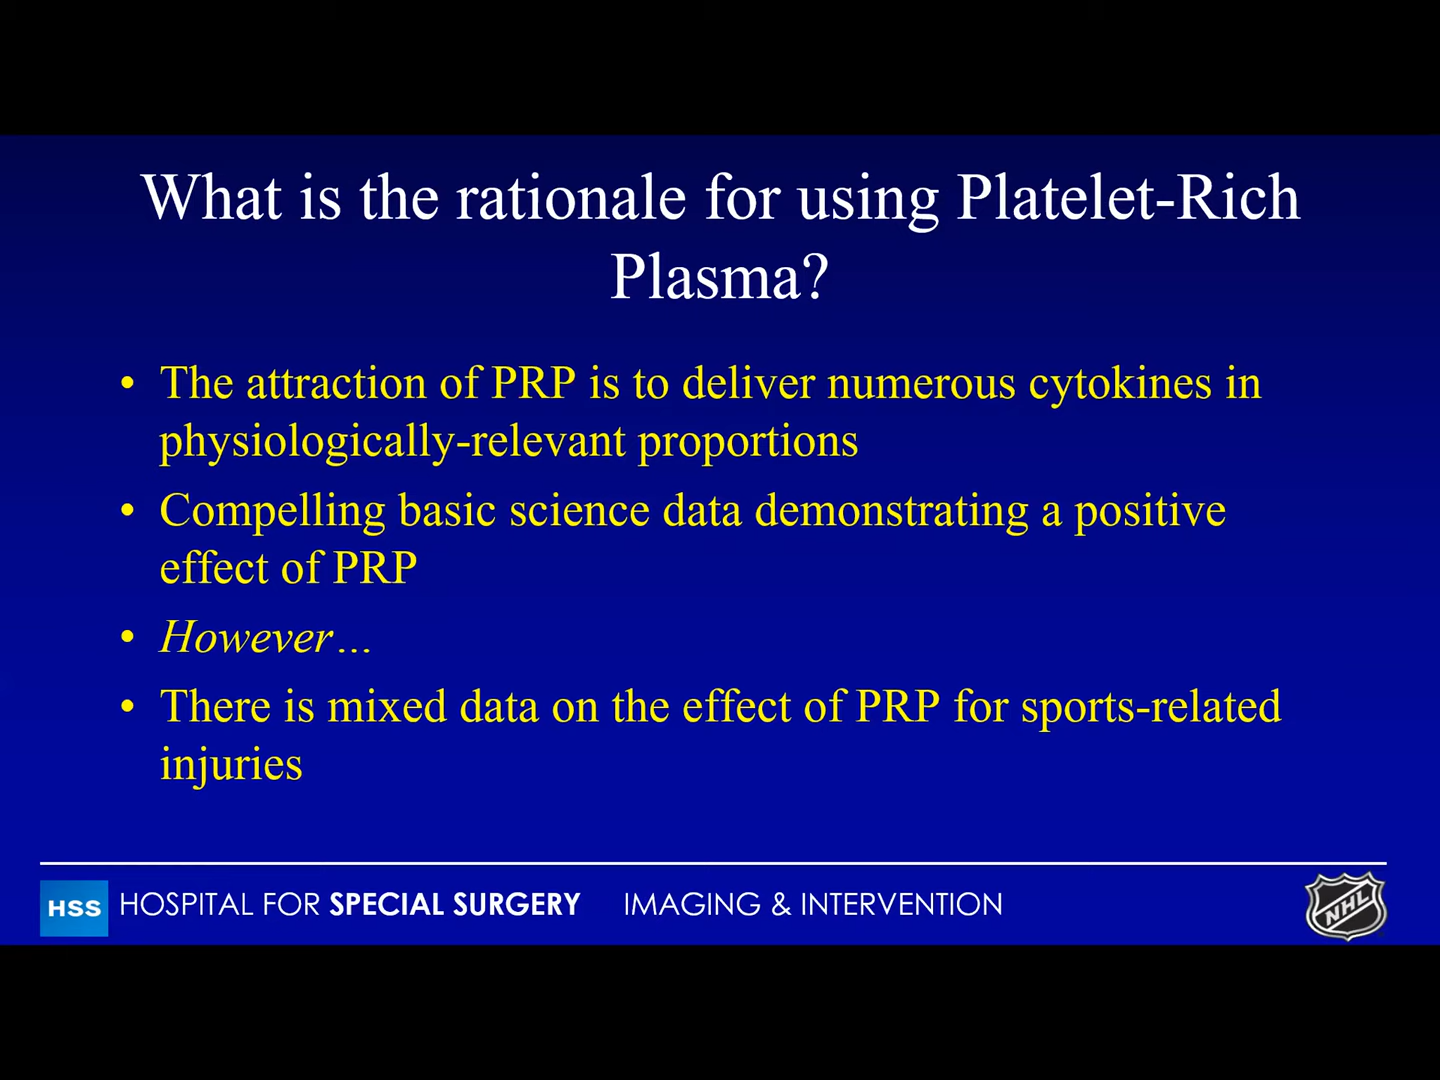 What is the rationale for using Platelet-Rich
Plasma?
• The attraction of PRP is to deliver numerous cytokines in
physiologically-relevant proportions
• Compelling basic science data demonstrating a positive
effect of PRP
• However…
• There is mixed data on the effect of PRP for sports-related
injuries
HSS HOSPITAL FOR SPECIAL SURGERY IMAGING & INTERVENTION NHL